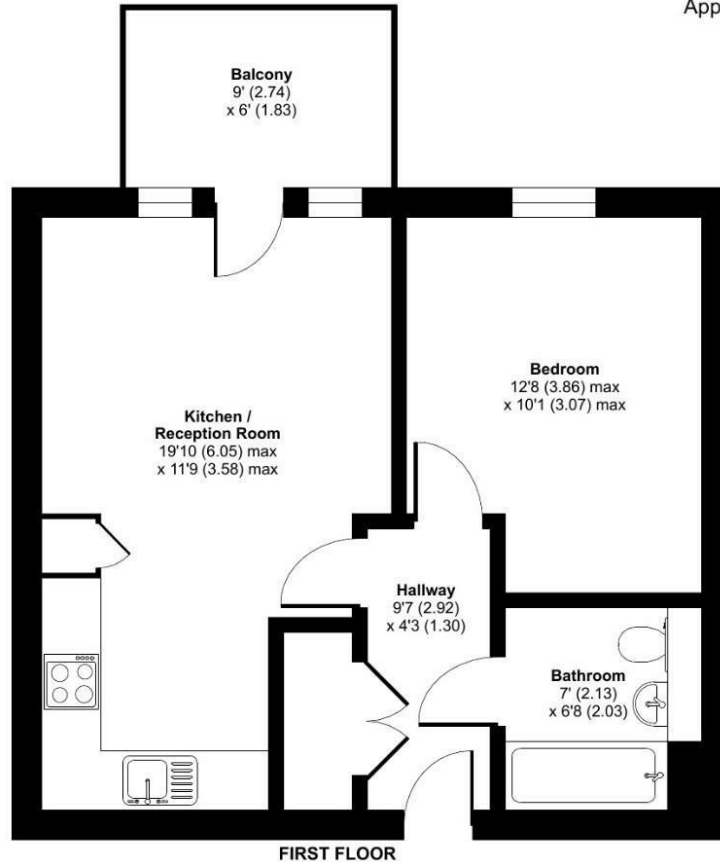 App
Balcony
9' (2.74)
x 6' (1.83)
Bedroom
12'8 (3.86) max
x 10'1 (3.07) max
Kitchen /
Reception Room
19'10 (6.05) max
x 11'9 (3.58) max
Hallway
9'7 (2.92)
x 4'3 (1.30)
Bathroom
7' (2.13)
x 6'8 (2.03)
FIRST FLOOR